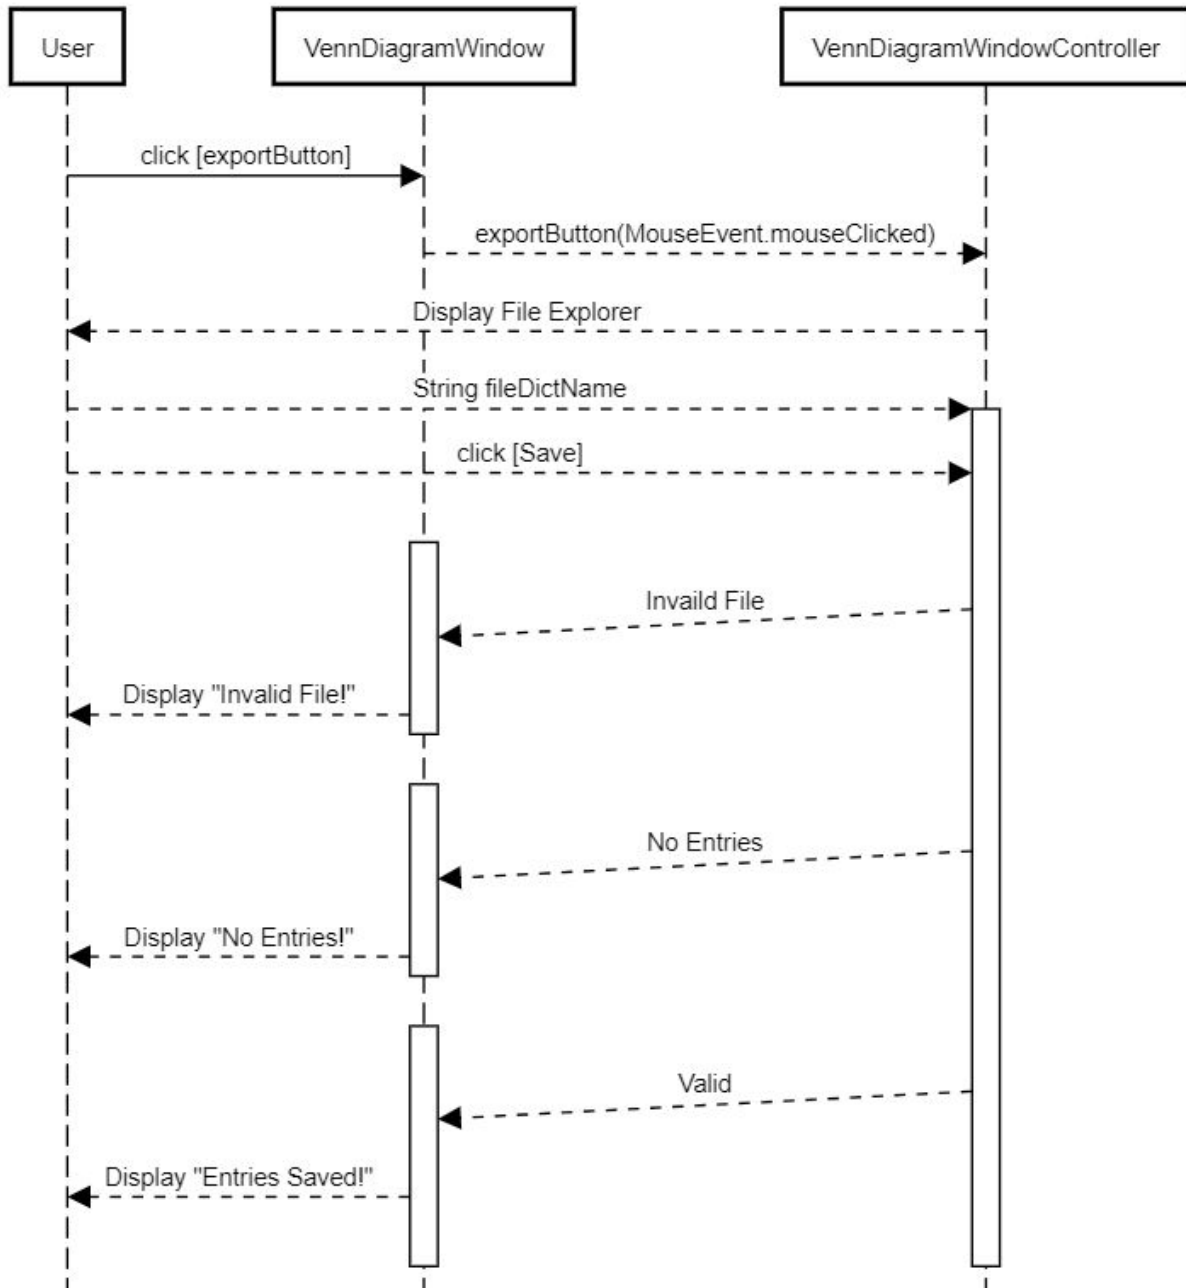 User
VennDiagramWindow
VennDiagramWindowController
click [exportButton]
exportButton(MouseEvent.mouseClicked)
Display File Explorer
String fileDictName
click [Save]
Invaild File
Display "Invalid File!"
No Entries
Display "No Entries!"
Valid
Display "Entries Saved!"